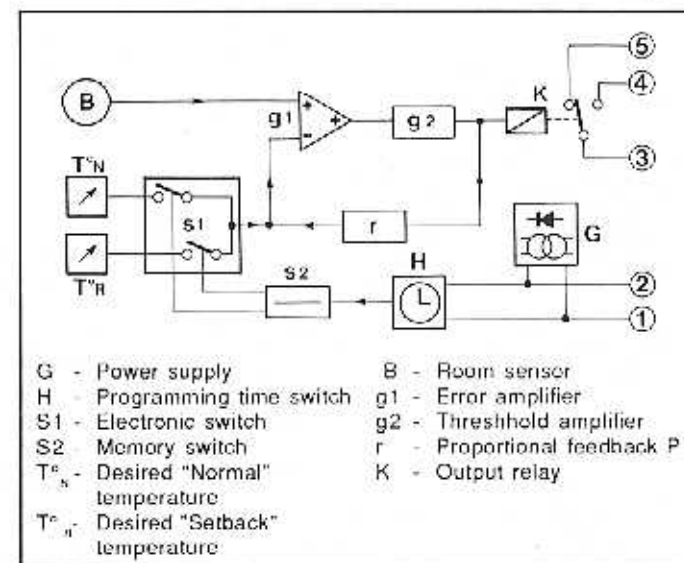 5
K
4
B
+
g1
-
+
g2
3
T°N
S1
r
G
T°R
S2
H
2
1
G - Power supply
H - Programming time switch
S1 - Electronic switch
S2 - Memory switch
T°N - Desired "Normal"
temperature
T°R - Desired "Setback"
temperature
B - Room sensor
g1 - Error amplifier
g2 - Threshhold amplifier
r - Proportional feedback P
K - Output relay